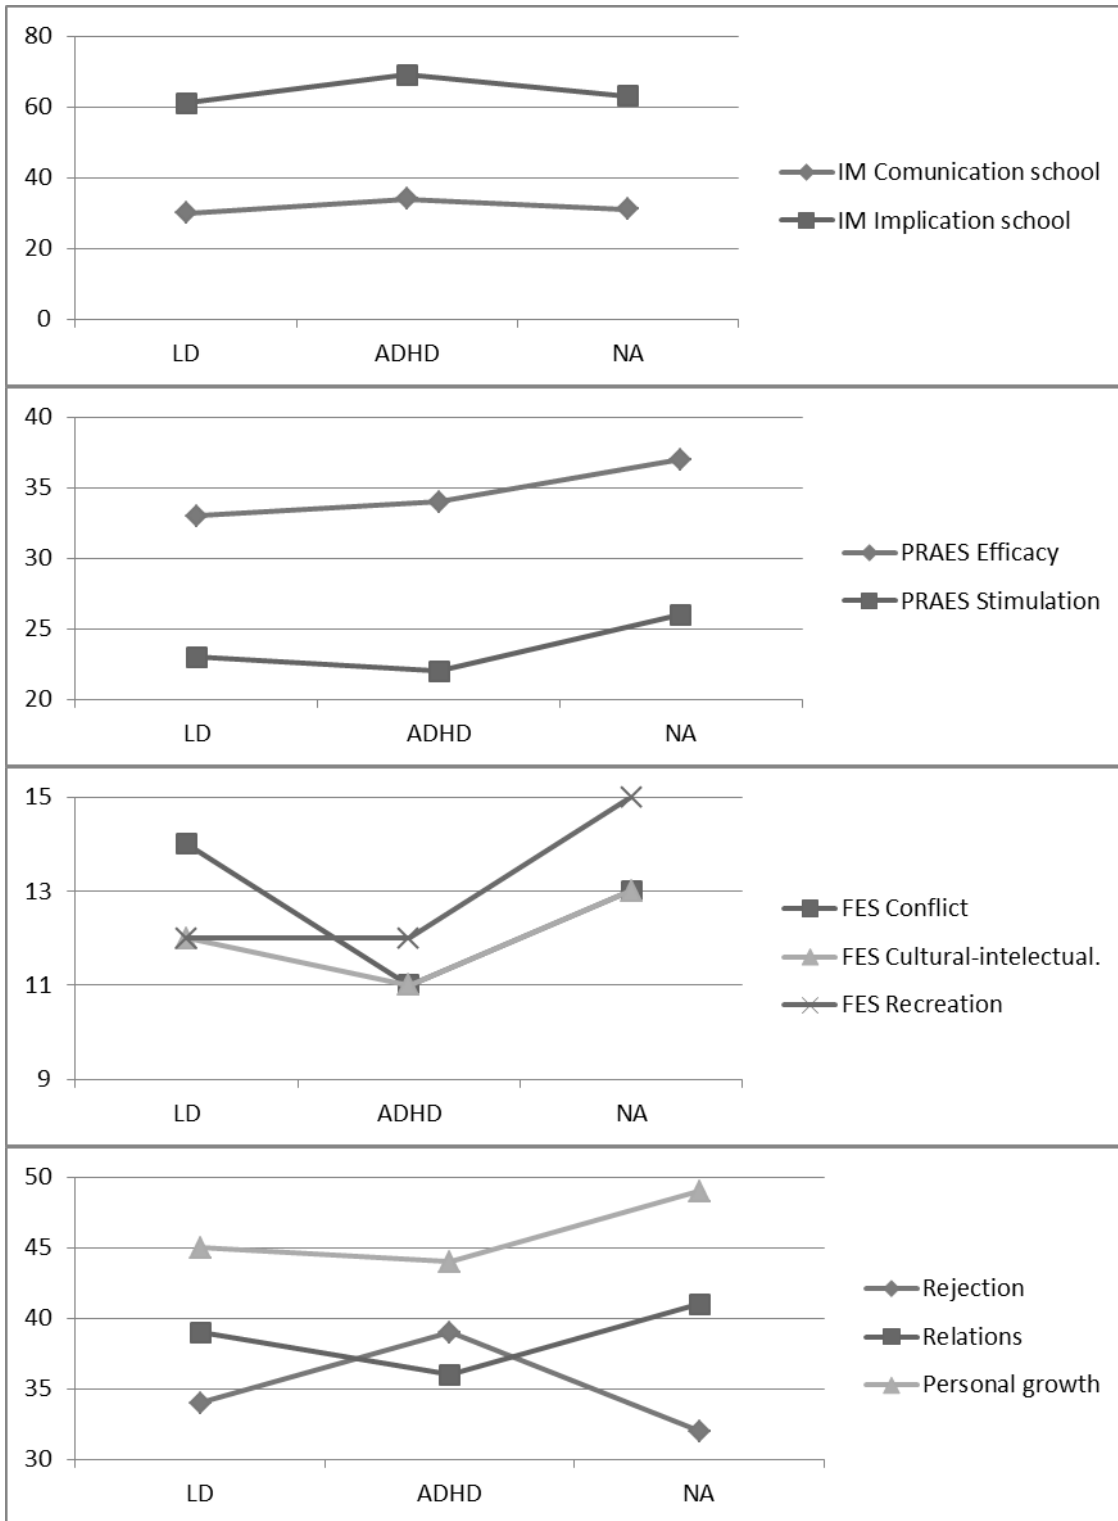 80
60
40
20
0
LD ADHD NA
IM Comunication school
IM Implication school
40
35
30
25
20
LD ADHD NA
PRAES Efficacy
PRAES Stimulation
15
13
11
9
LD ADHD NA
FES Conflict
FES Cultural-intelectual.
FES Recreation
50
45
40
35
30
LD ADHD NA
Rejection
Relations
Personal growth